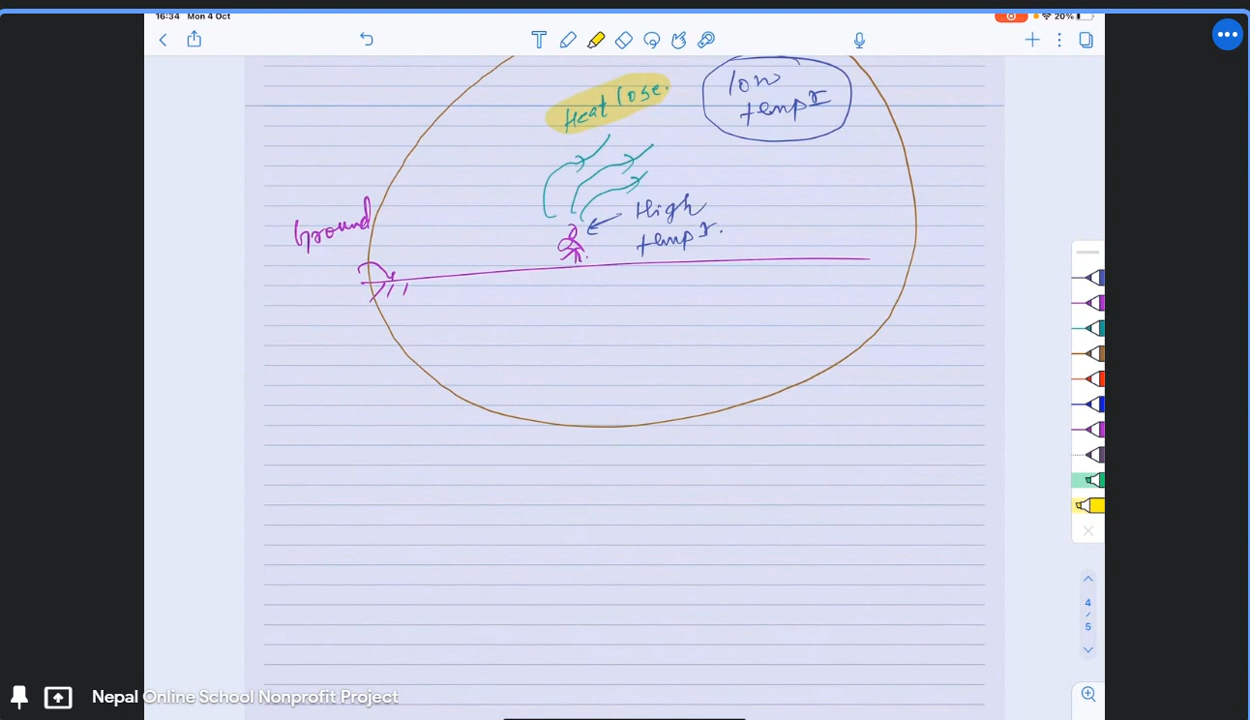 16:34 Mon 4 Oct
20%
T
Heat lose.
low
tempr
High
tempr.
Ground
4
/
5
Nepal Online School Nonprofit Project